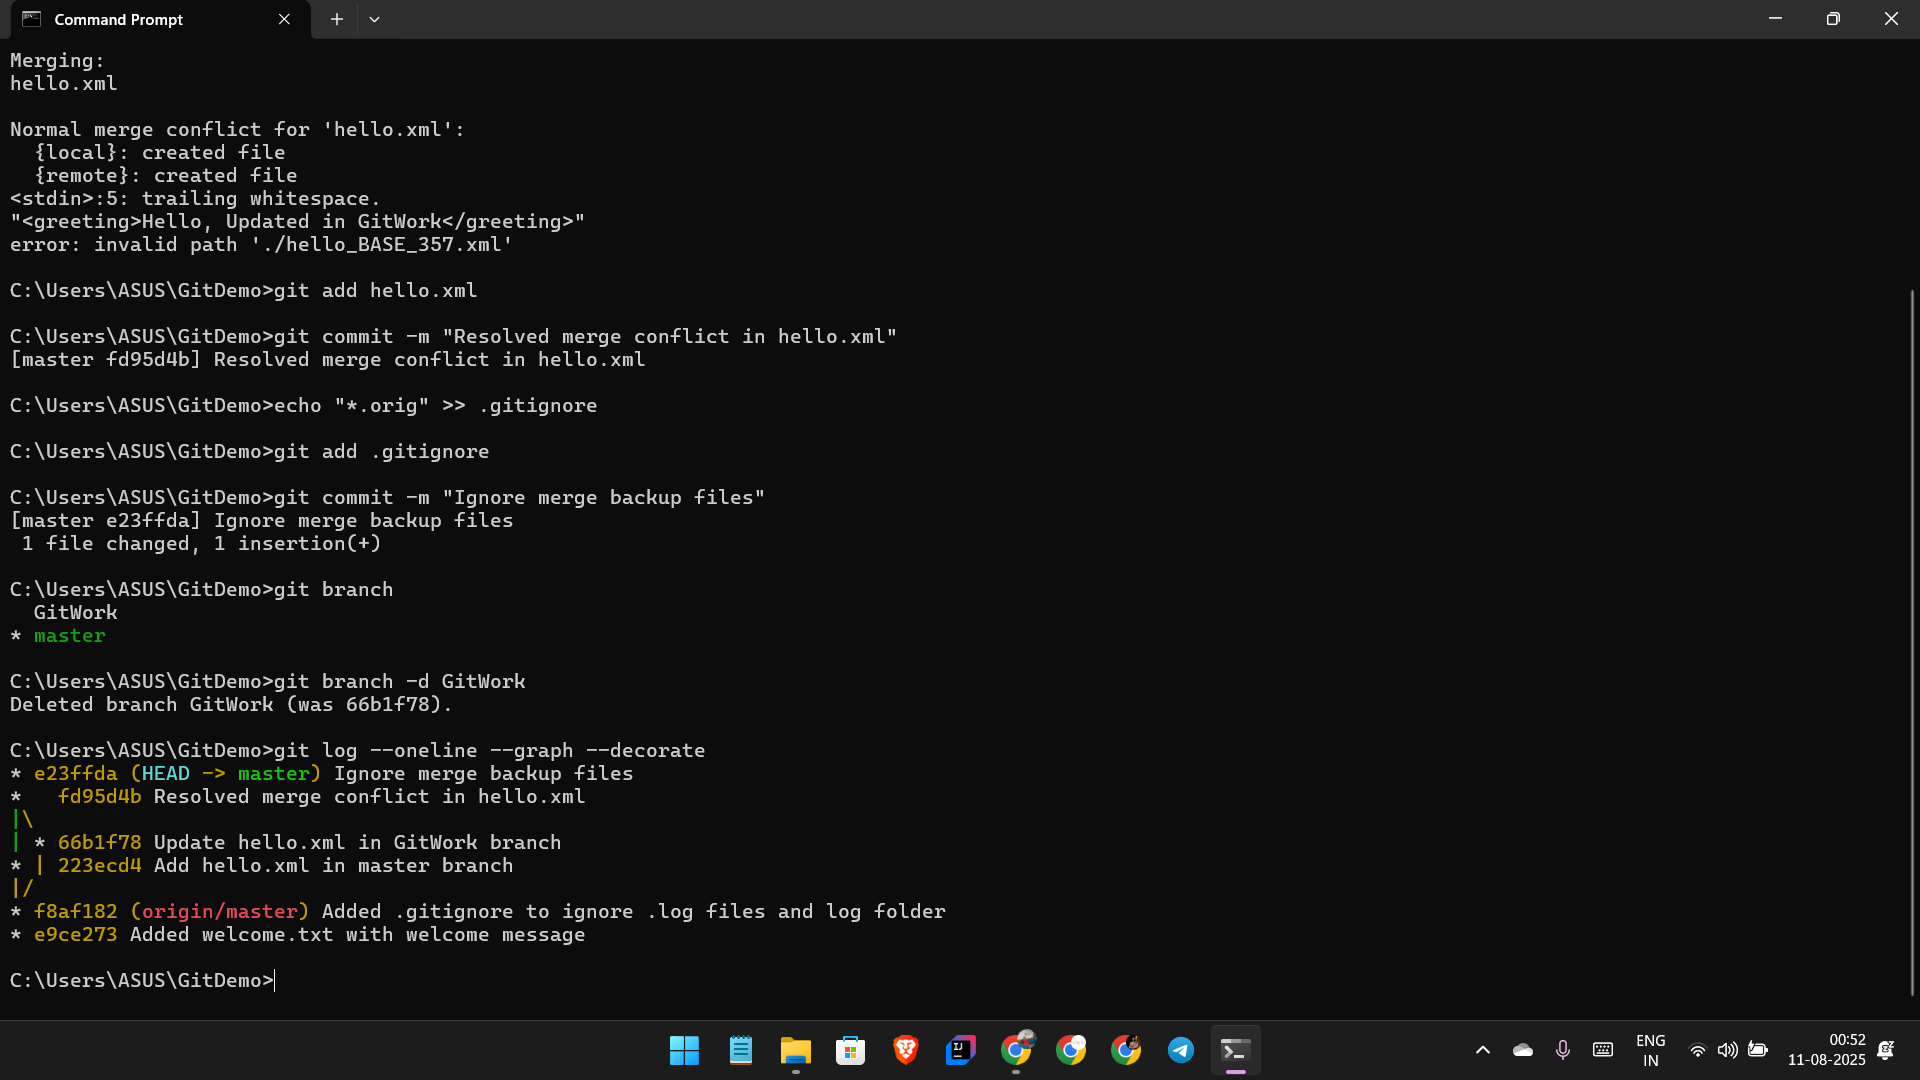 Command Prompt
Merging:
hello.xml
Normal merge conflict for 'hello.xml':
  {local}: created file
  {remote}: created file
<stdin>:5: trailing whitespace.
"<greeting>Hello, Updated in GitWork</greeting>"
error: invalid path './hello_BASE_357.xml'
C:\Users\ASUS\GitDemo>git add hello.xml
C:\Users\ASUS\GitDemo>git commit -m "Resolved merge conflict in hello.xml"
[master fd95d4b] Resolved merge conflict in hello.xml
C:\Users\ASUS\GitDemo>echo "*.orig" >> .gitignore
C:\Users\ASUS\GitDemo>git add .gitignore
C:\Users\ASUS\GitDemo>git commit -m "Ignore merge backup files"
[master e23ffda] Ignore merge backup files
 1 file changed, 1 insertion(+)
C:\Users\ASUS\GitDemo>git branch
  GitWork
* master
C:\Users\ASUS\GitDemo>git branch -d GitWork
Deleted branch GitWork (was 66b1f78).
C:\Users\ASUS\GitDemo>git log --oneline --graph --decorate
* e23ffda (HEAD -> master) Ignore merge backup files
*   fd95d4b Resolved merge conflict in hello.xml
|\
| * 66b1f78 Update hello.xml in GitWork branch
* | 223ecd4 Add hello.xml in master branch
|/
* f8af182 (origin/master) Added .gitignore to ignore .log files and log folder
* e9ce273 Added welcome.txt with welcome message
C:\Users\ASUS\GitDemo>
ENG
IN
00:52
11-08-2025